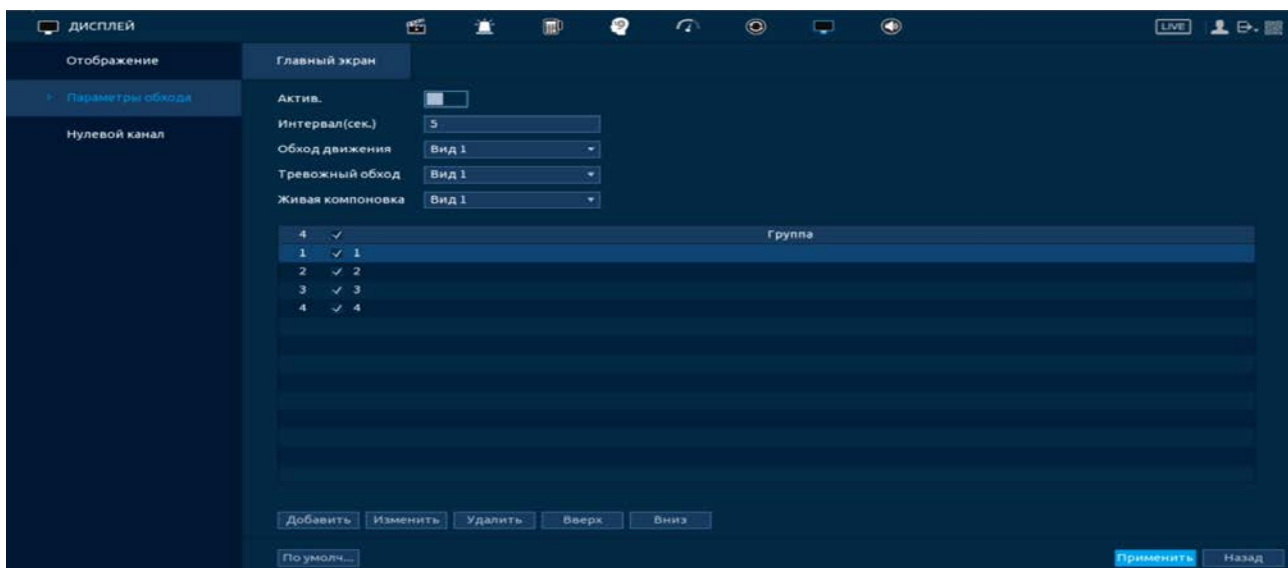 ДИСПЛЕЙ LIVE
Отображение
Параметры обхода
Нулевой канал
Главный экран
Актив.
Интервал(сек.) 5
Обход движения Вид 1
Тревожный обход Вид 1
Живая компоновка Вид 1
4 Группа
1 1
2 2
3 3
4 4
Добавить Изменить Удалить Вверх Вниз
По умолч... Применить Назад